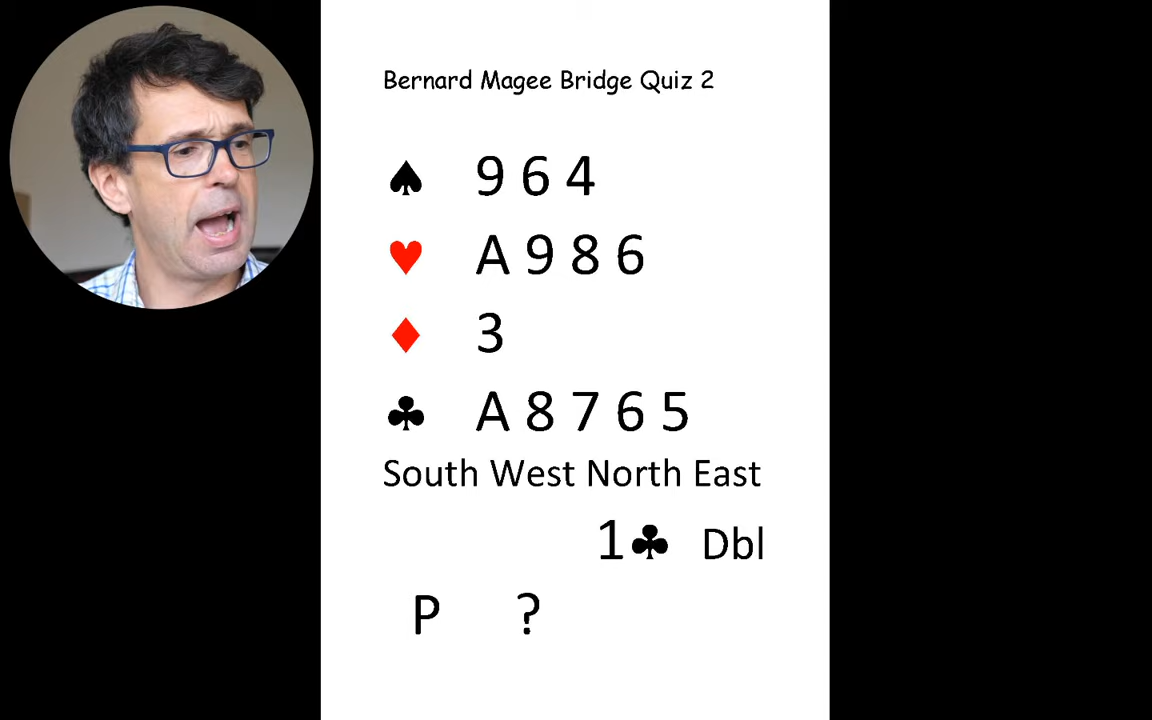 Bernard Magee Bridge Quiz 2
♠ 9 6 4
♥ A 9 8 6
♦ 3
♣ A 8 7 6 5
South West North East
1♣ Dbl
P ?